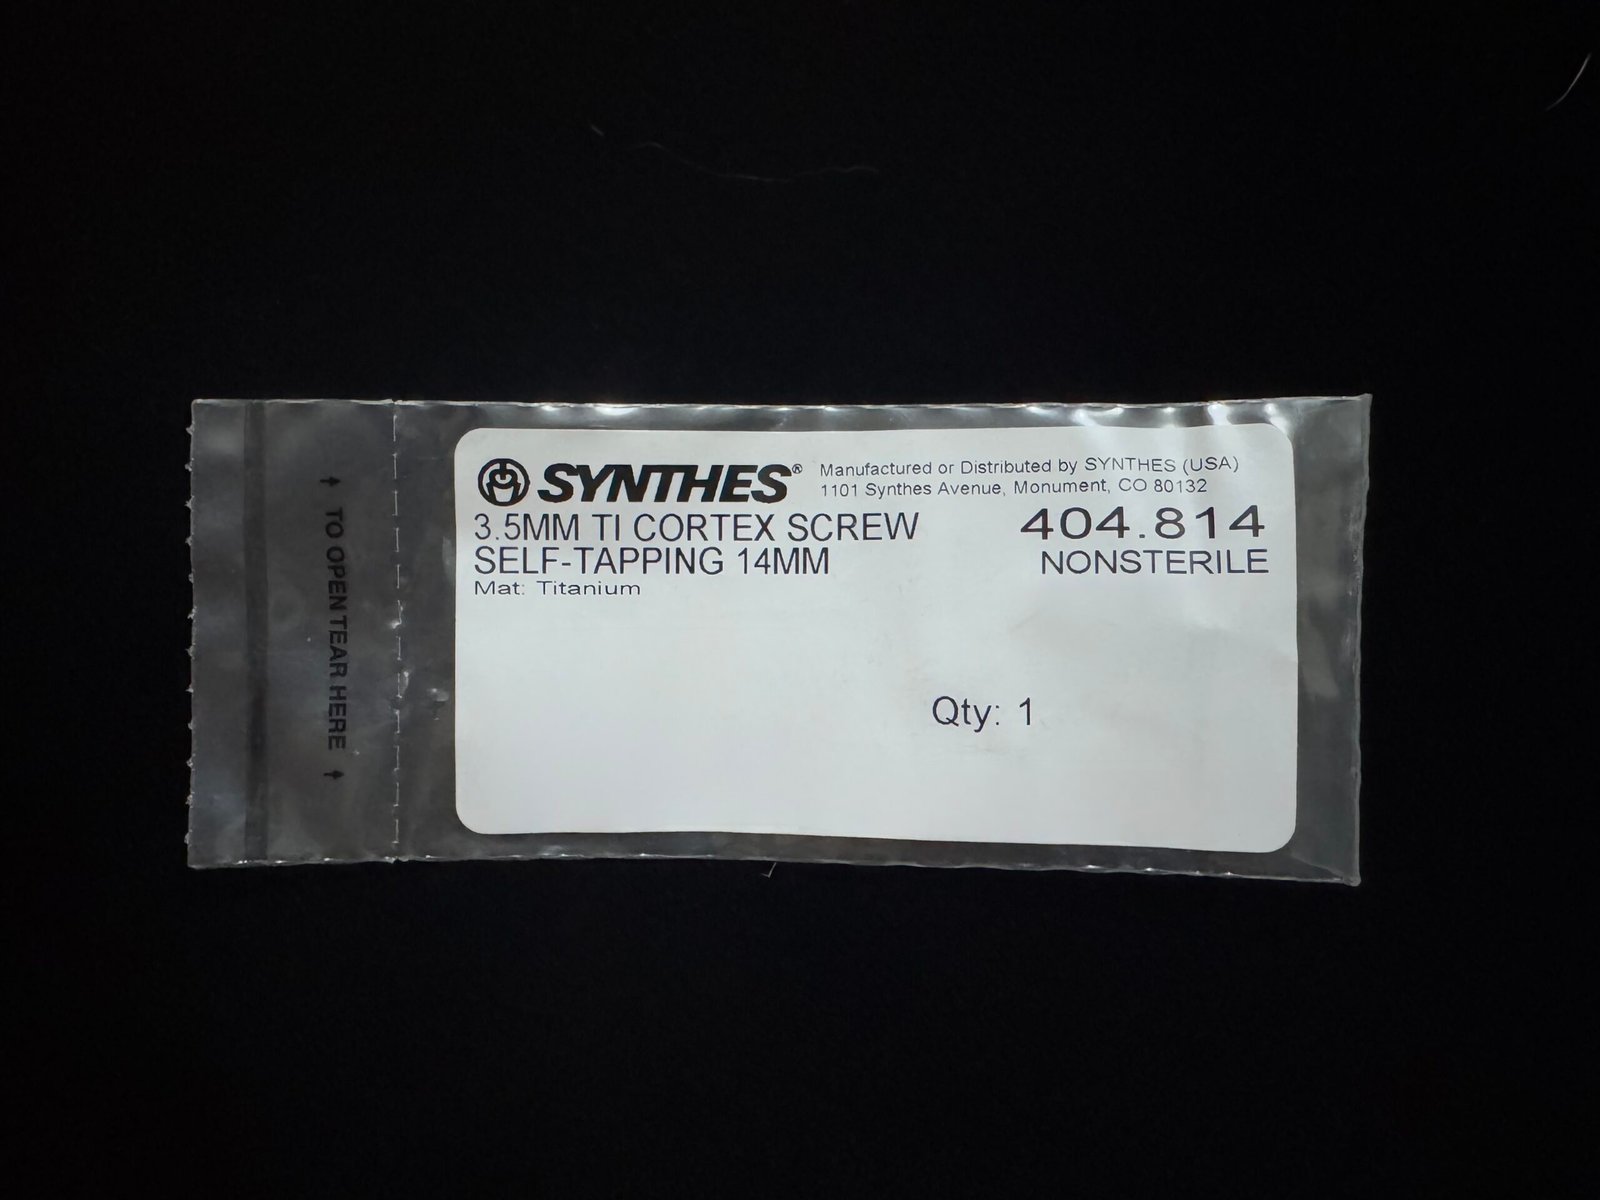 SYNTHES®
Manufactured or Distributed by SYNTHES (USA)
1101 Synthes Avenue, Monument, CO 80132
3.5MM TI CORTEX SCREW
SELF-TAPPING 14MM
Mat: Titanium
404.814
NONSTERILE
Qty: 1
TO OPEN TEAR HERE